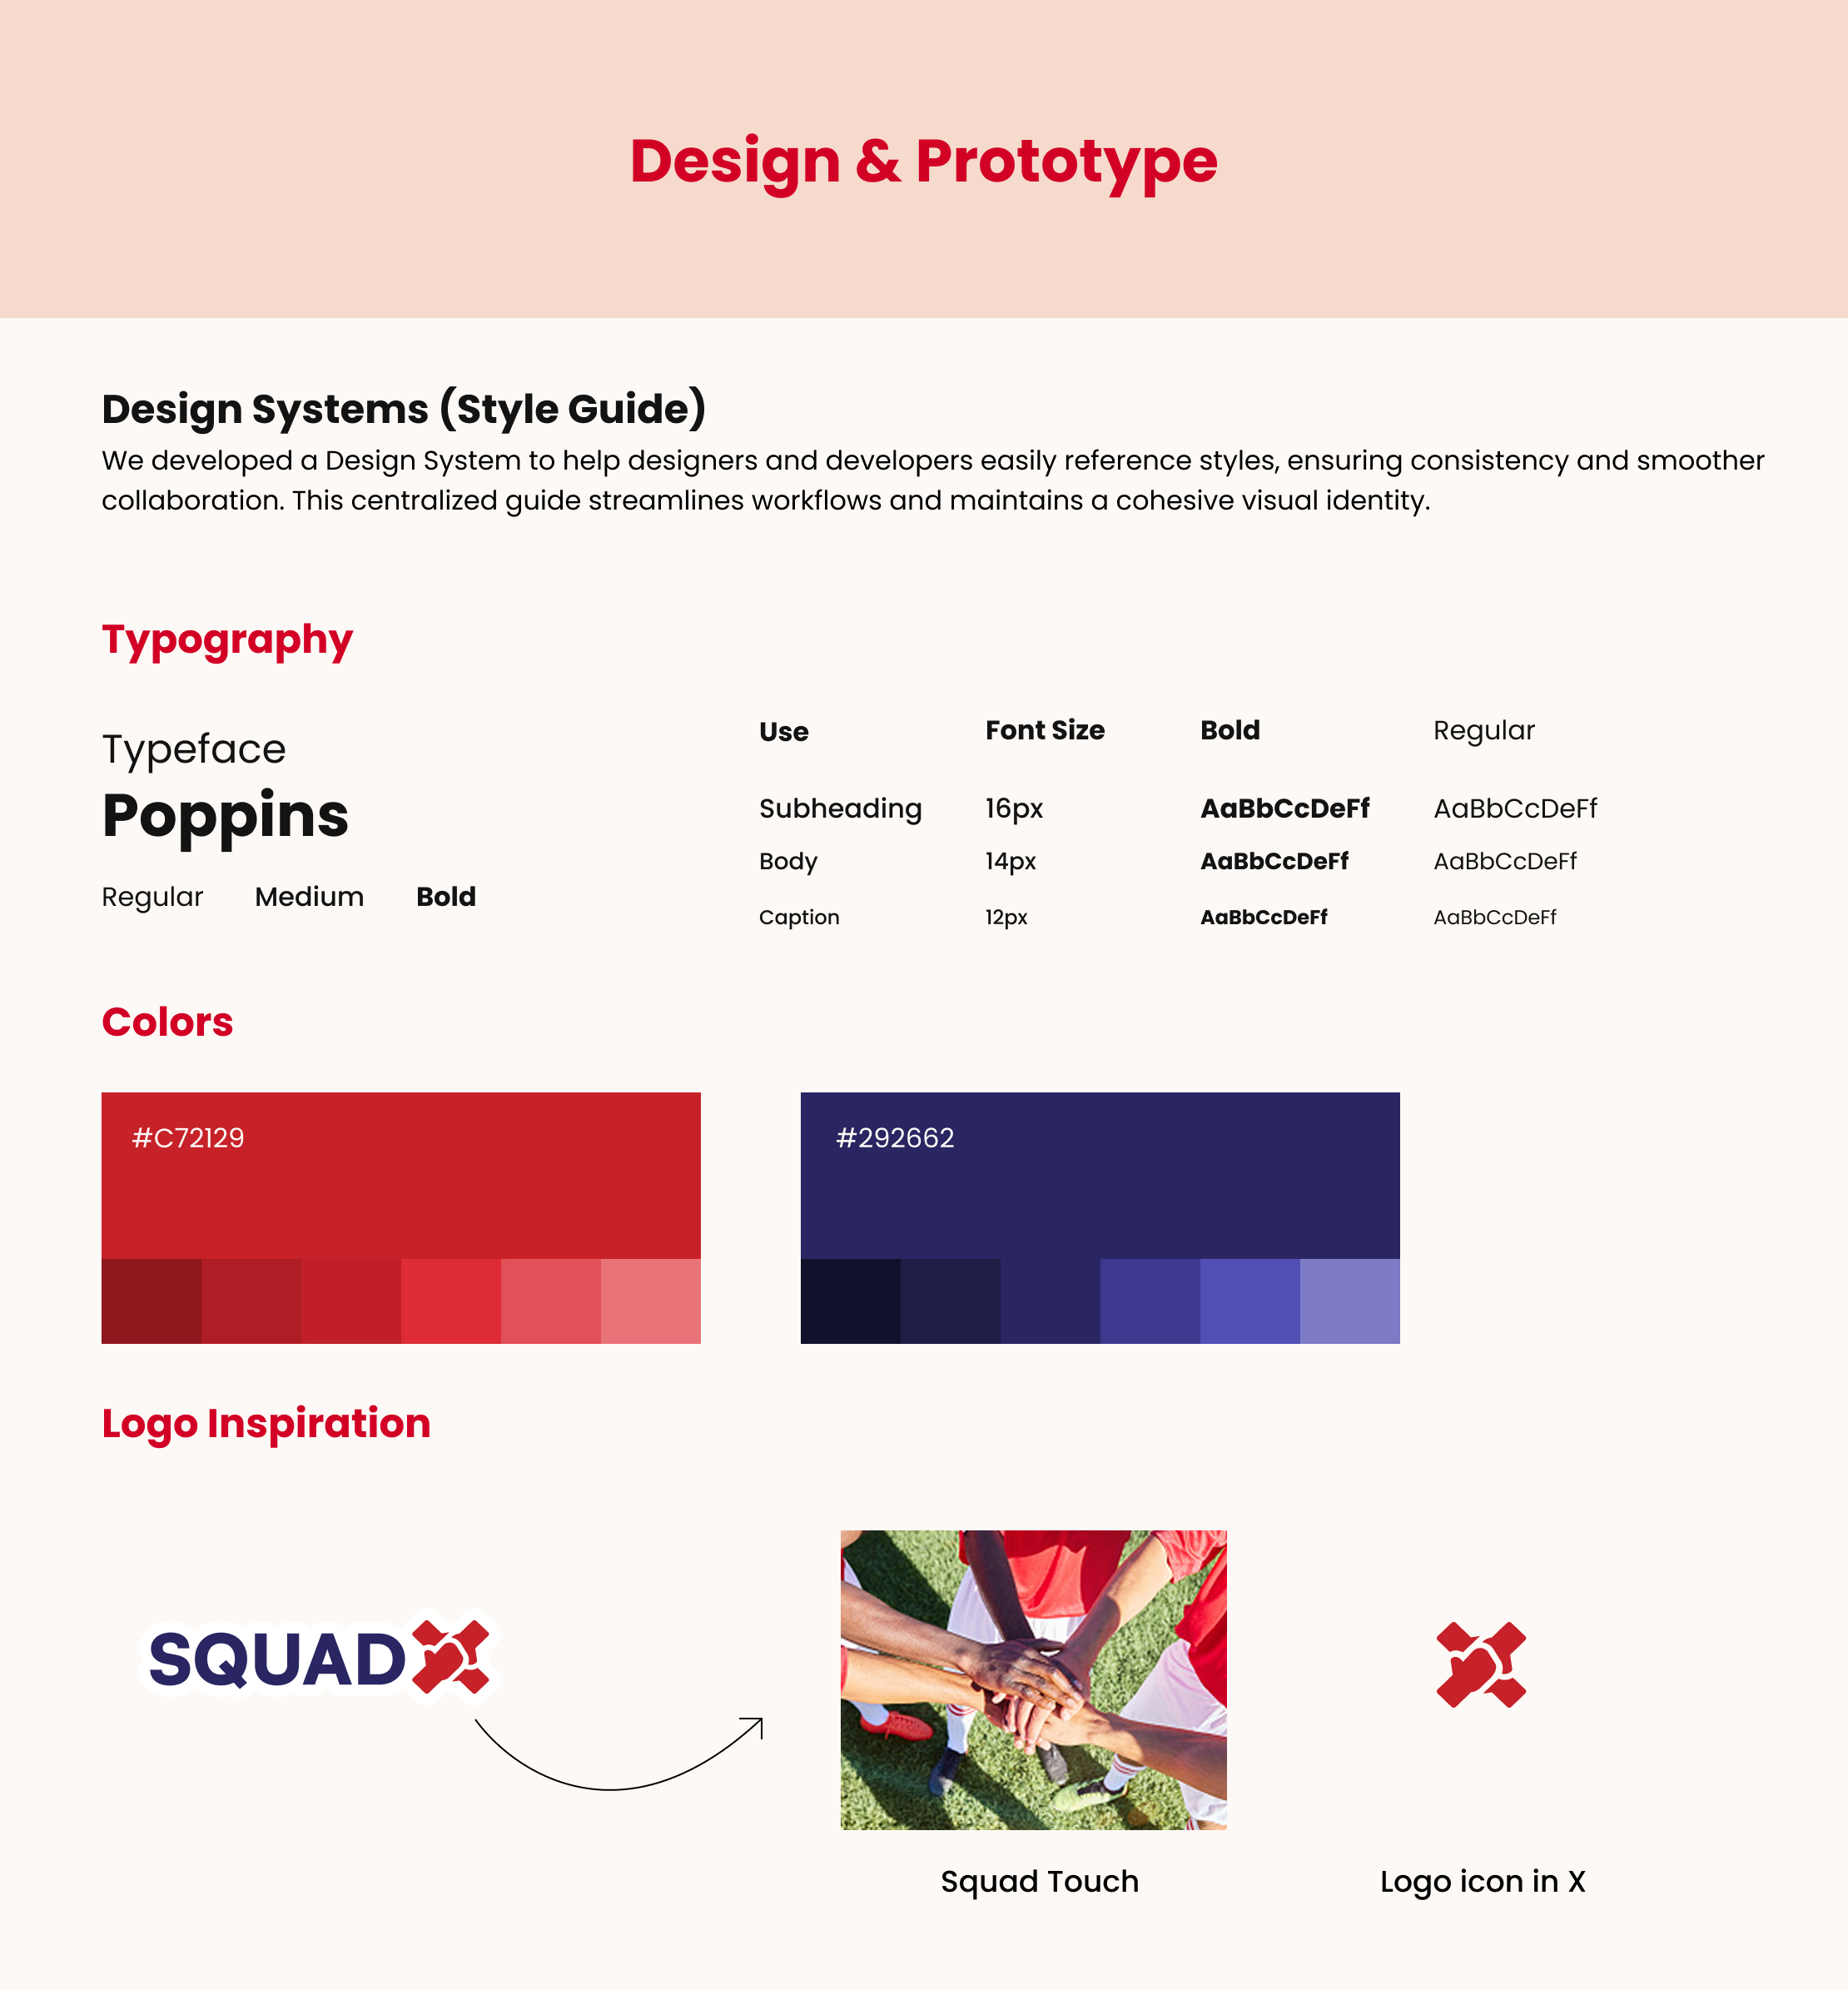 Design & Prototype
Design Systems (Style Guide)
We developed a Design System to help designers and developers easily reference styles, ensuring consistency and smoother
collaboration. This centralized guide streamlines workflows and maintains a cohesive visual identity.
Typography
Typeface
Poppins
Regular Medium Bold
Use Font Size Bold Regular
Subheading 16px AaBbCcDeFf AaBbCcDeFf
Body 14px AaBbCcDeFf AaBbCcDeFf
Caption 12px AaBbCcDeFf AaBbCcDeFf
Colors
#C72129
#292662
Logo Inspiration
SQUADX
Squad Touch
Logo icon in X